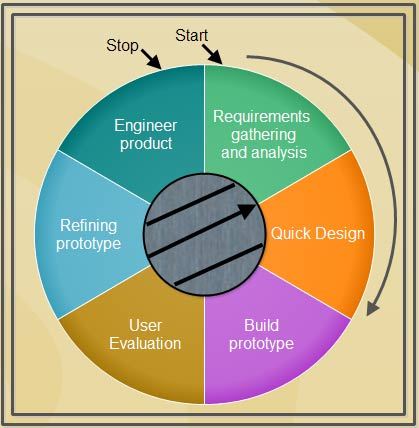 Stop
Start
Requirements
gathering
and analysis
Quick Design
Build
prototype
User
Evaluation
Refining
prototype
Engineer
product